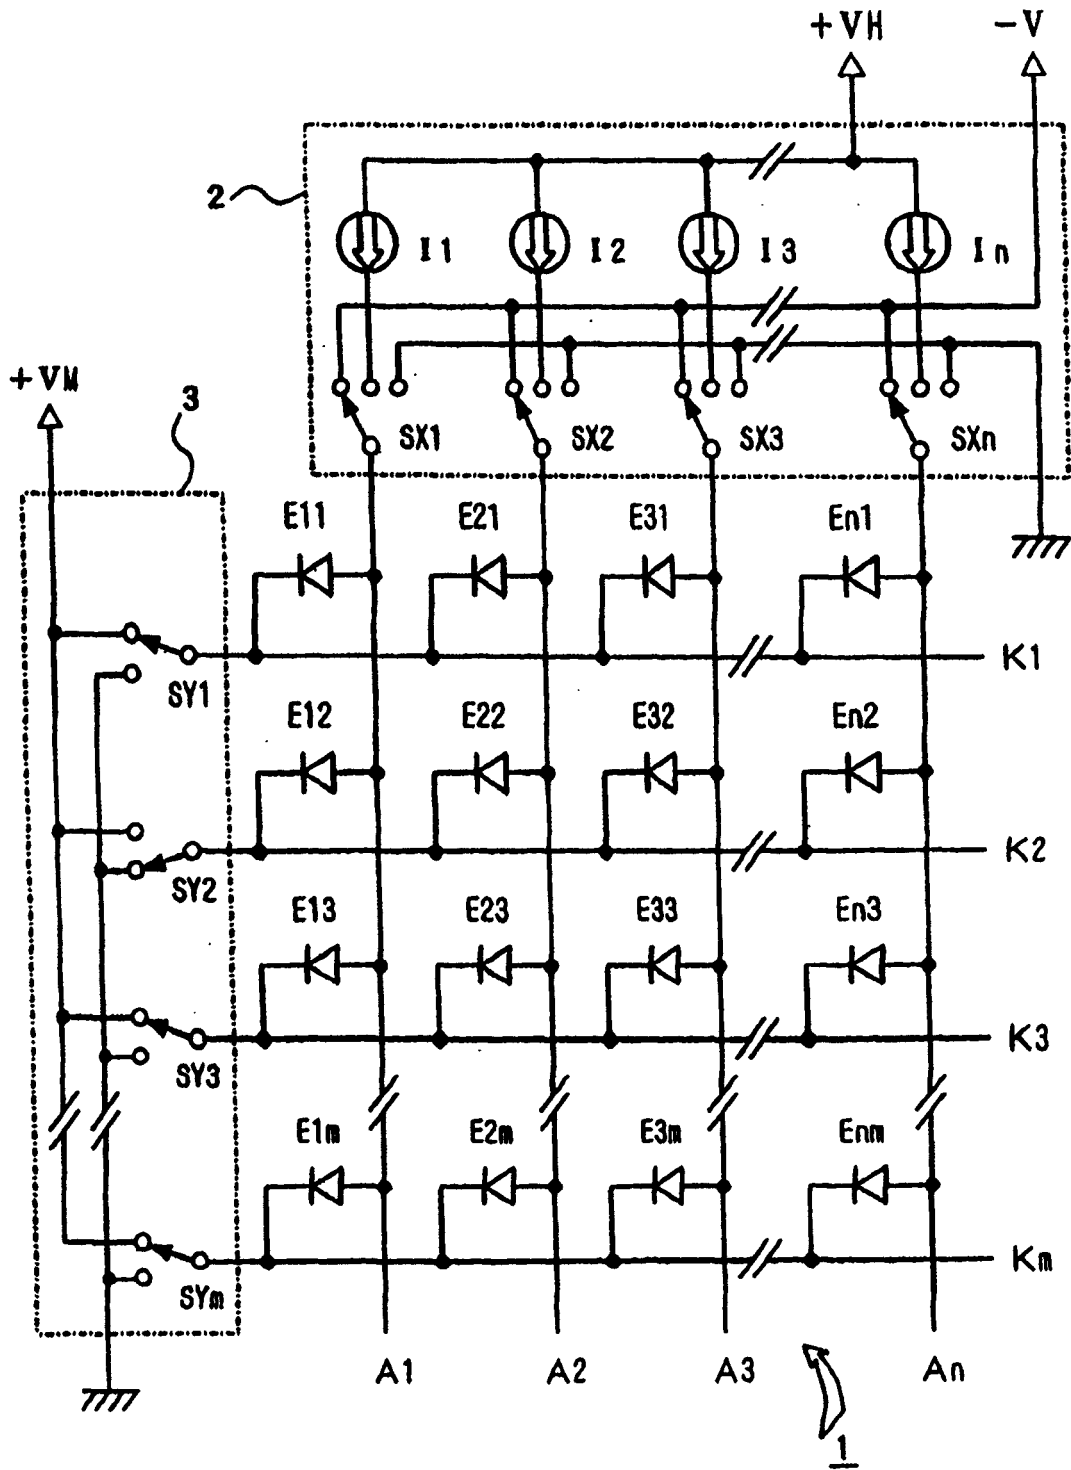 +VH -V
2
I1 I2 I3 In
+VM
3
SX1 SX2 SX3 SXn
E11 E21 E31 En1
K1
SY1
E12 E22 E32 En2
K2
SY2
E13 E23 E33 En3
K3
SY3
E1m E2m E3m Enm
Km
SYm
A1 A2 A3 An
1